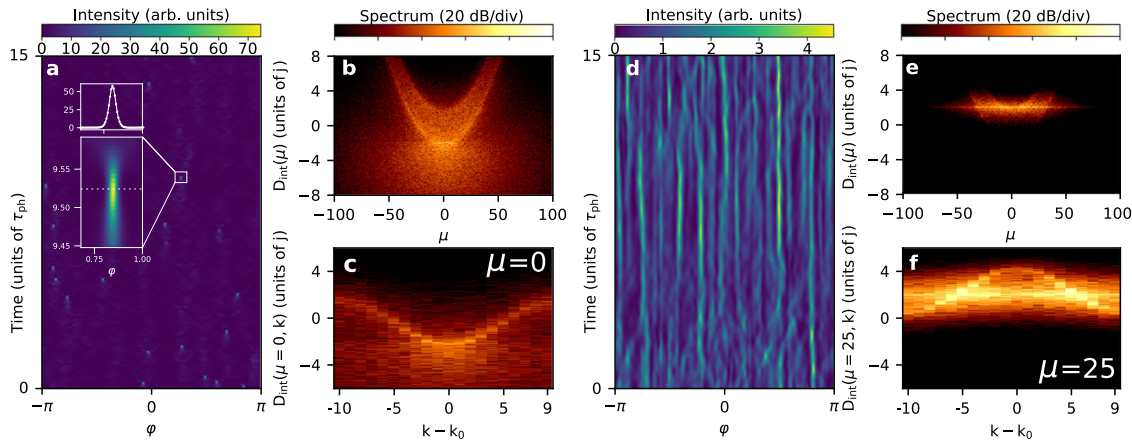 Intensity (arb. units)
0 10 20 30 40 50 60 70
Spectrum (20 dB/div)
Intensity (arb. units)
0 1 2 3 4
Spectrum (20 dB/div)
a
Time (units of τph)
15
0
50
25
0
9.55
9.50
9.45
0.75 1.00
φ
−π 0 π
φ
b
Dint(μ) (units of j)
8
4
0
−4
−8
−100 −50 0 50 100
μ
c
μ=0
Dint(μ = 0, k) (units of j)
4
0
−4
-10 -5 0 5 9
k − k0
d
Time (units of τph)
15
0
−π 0 π
φ
e
Dint(μ) (units of j)
8
4
0
−4
−8
−100 −50 0 50 100
μ
f
μ=25
Dint(μ = 25, k) (units of j)
4
0
−4
-10 -5 0 5 9
k − k0